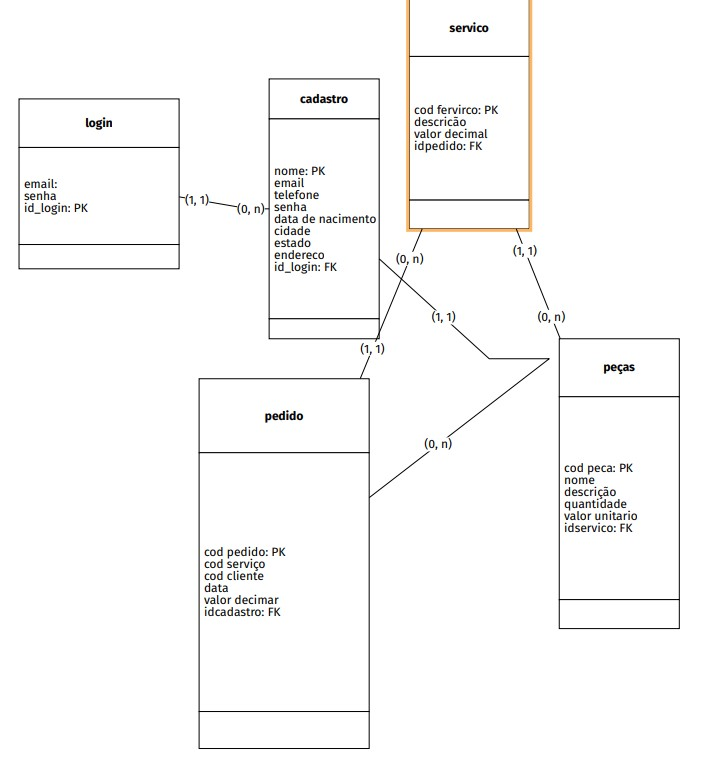 servico
cod fervirco: PK
descricão
valor decimal
idpedido: FK
cadastro
nome: PK
email
telefone
senha
data de nacimento
cidade
estado
endereco
id_login: FK
login
email:
senha
id_login: PK
(1, 1)
(0, n)
(0, n)
(1, 1)
(1, 1)
(0, n)
(1, 1)
(0, n)
pedido
cod pedido: PK
cod serviço
cod cliente
data
valor decimar
idcadastro: FK
peças
cod peca: PK
nome
descrição
quantidade
valor unitario
idservico: FK